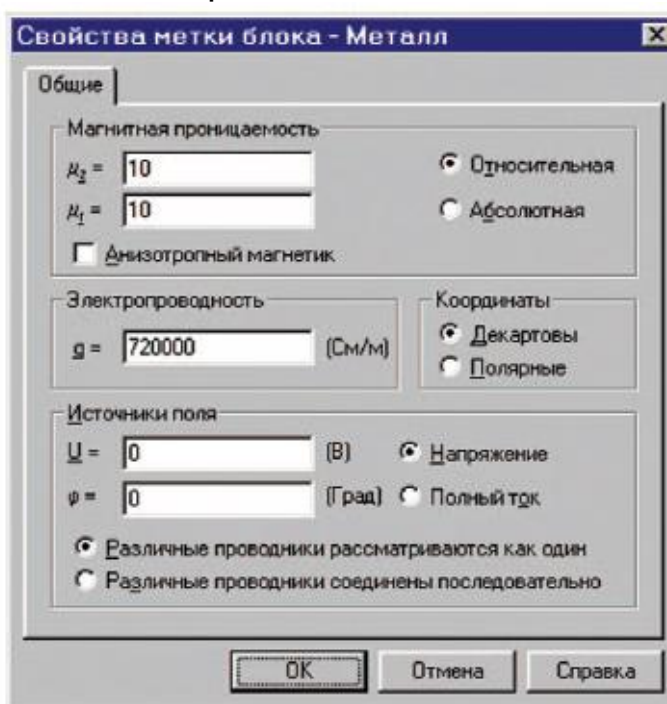 Свойства метки блока - Металл
Общие
Магнитная проницаемость
μ2 = 10
Относительная
μ1 = 10
Абсолютная
Анизотропный магнетик
Электропроводность
g = 720000 (См/м)
Координаты
Декартовы
Полярные
Источники поля
U = 0 (В) Напряжение
φ = 0 (Град) Полный ток
Различные проводники рассматриваются как один
Различные проводники соединены последовательно
OK Отмена Справка